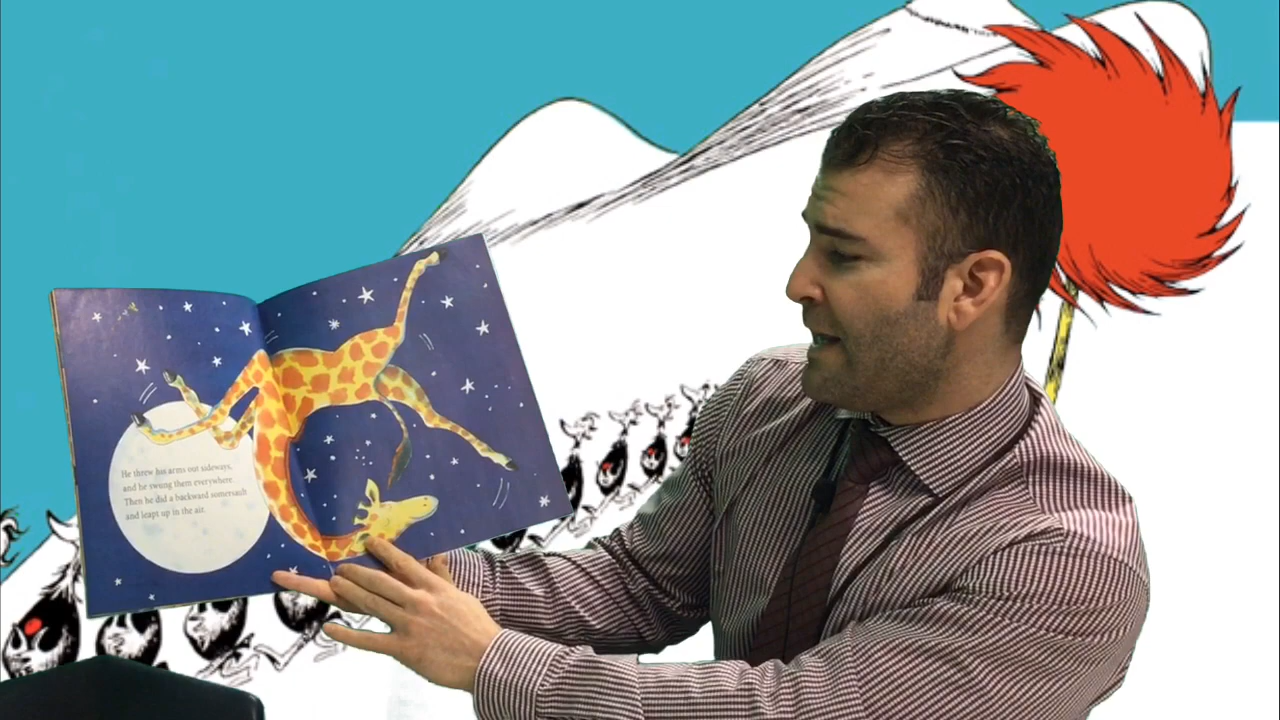 He threw his arms out sideways,
and he swung them everywhere.
Then he did a backward somersault
and leapt up in the air.